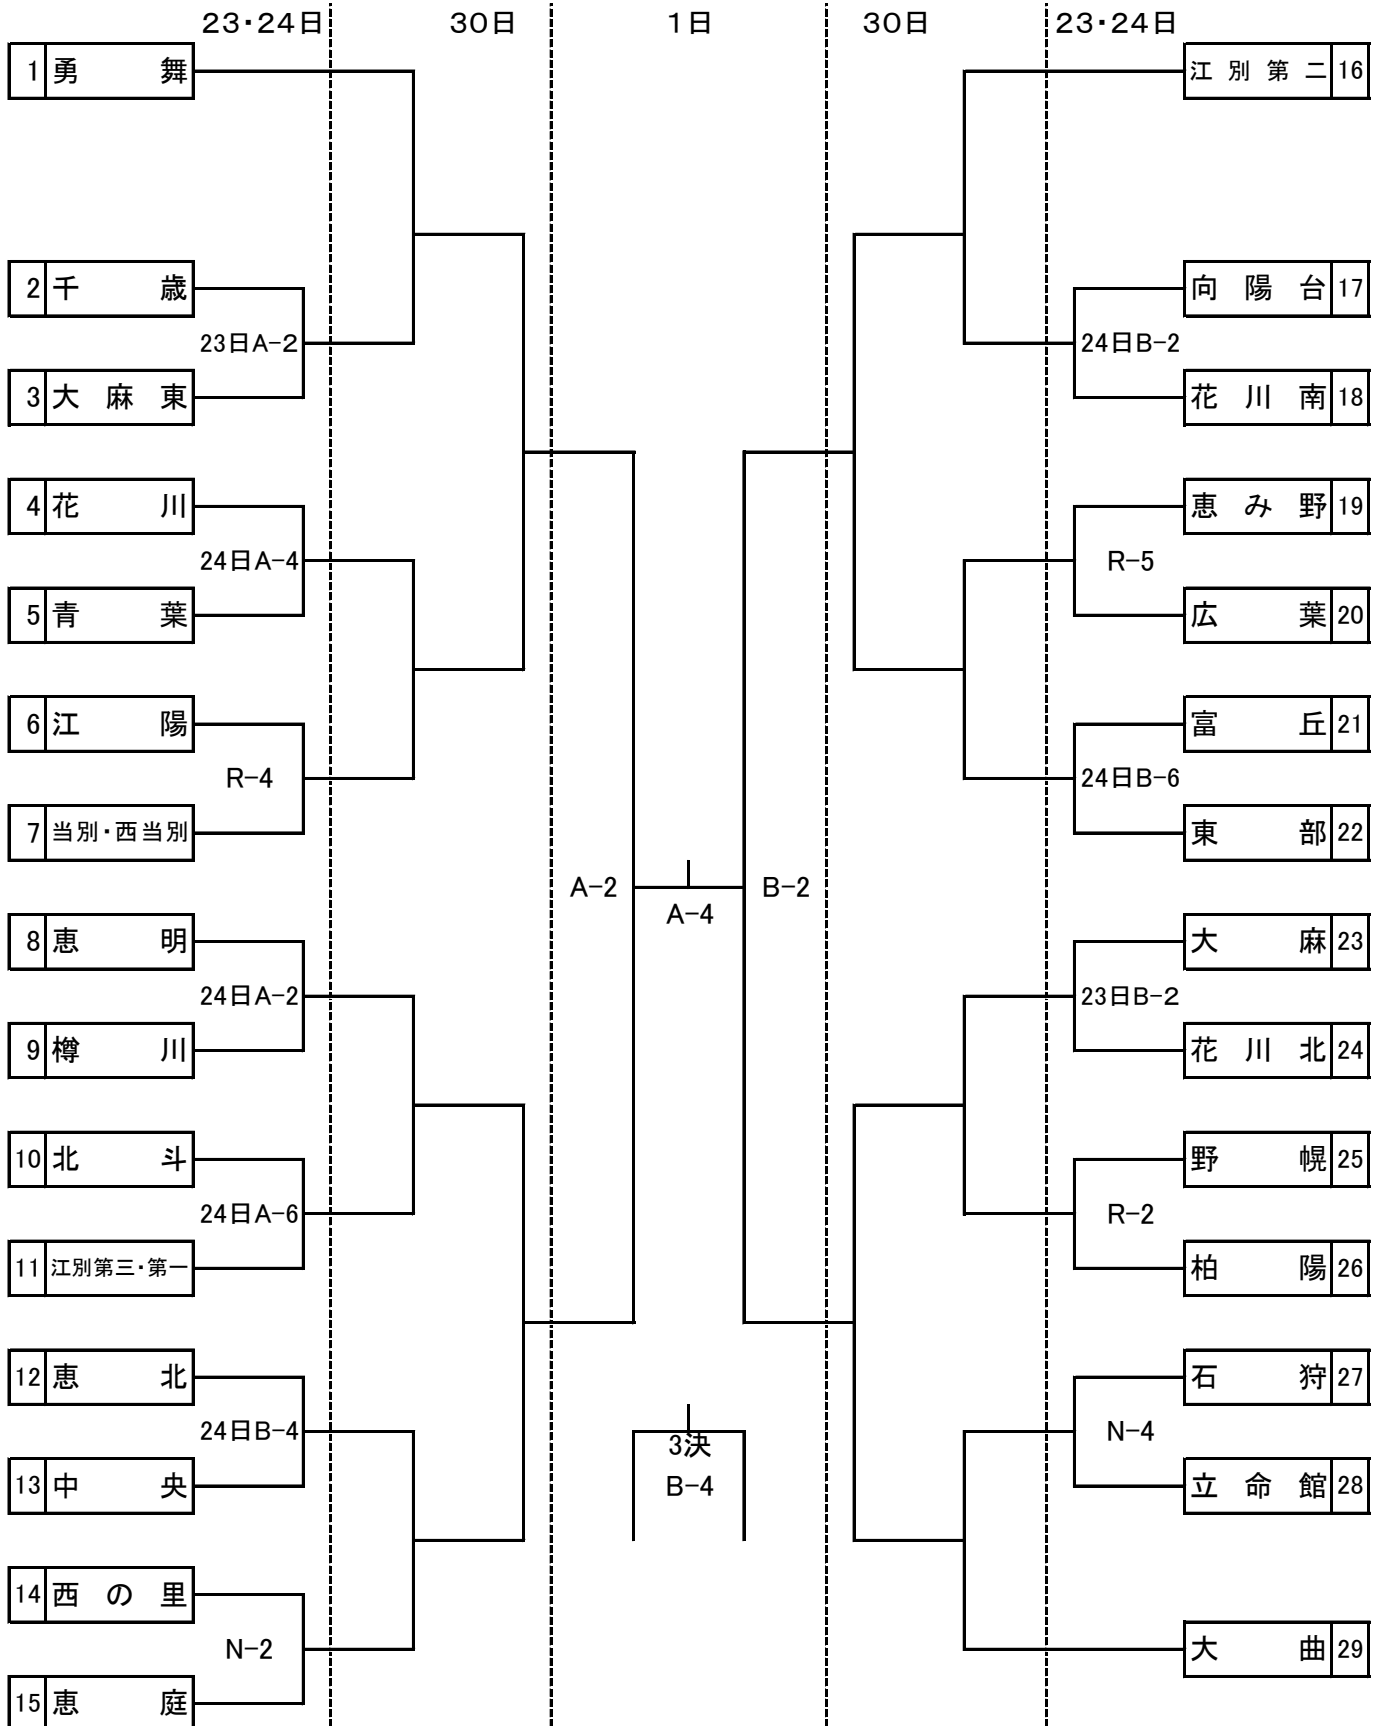 23・24日 30日 1日 30日 23・24日
1 勇舞
江別第二 16
2 千歳
向陽台 17
23日A-2
24日B-2
3 大麻東
花川南 18
4 花川
恵み野 19
24日A-4
R-5
5 青葉
広葉 20
6 江陽
富丘 21
R-4
24日B-6
7 当別・西当別
東部 22
A-2
B-2
A-4
8 恵明
大麻 23
24日A-2
23日B-2
9 樽川
花川北 24
10 北斗
野幌 25
24日A-6
R-2
11 江別第三・第一
柏陽 26
12 恵北
石狩 27
24日B-4
N-4
3決
B-4
13 中央
立命館 28
14 西の里
N-2
大曲 29
15 恵庭